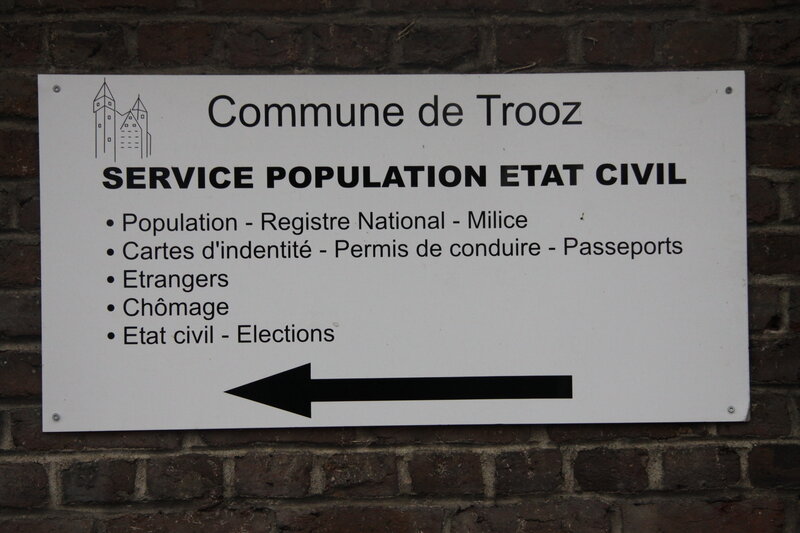 Commune de Trooz
SERVICE POPULATION ETAT CIVIL
• Population - Registre National - Milice
• Cartes d'indentité - Permis de conduire - Passeports
• Etrangers
• Chômage
• Etat civil - Elections